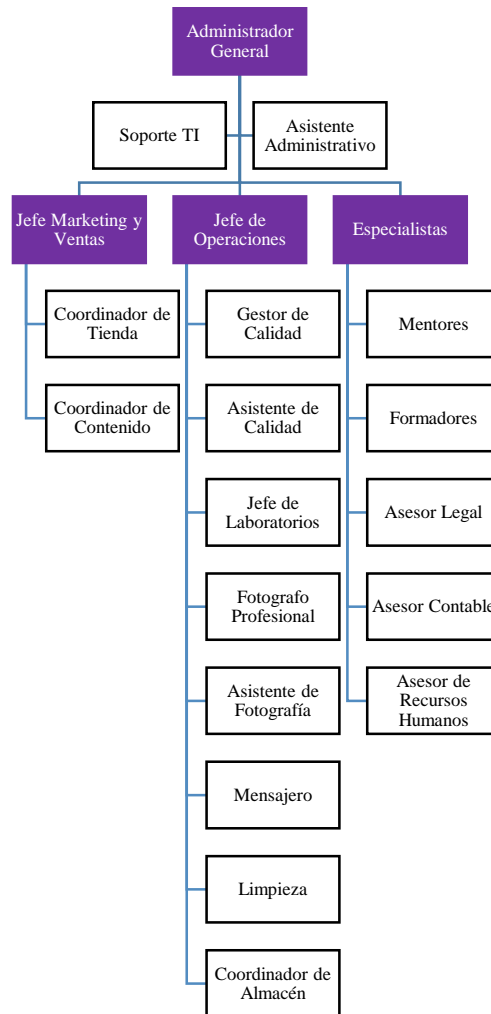 Administrador
General
Soporte TI
Asistente
Administrativo
Jefe Marketing y
Ventas
Jefe de
Operaciones
Especialistas
Coordinador de
Tienda
Coordinador de
Contenido
Gestor de
Calidad
Asistente de
Calidad
Jefe de
Laboratorios
Fotografo
Profesional
Asistente de
Fotografía
Mensajero
Limpieza
Coordinador de
Almacén
Mentores
Formadores
Asesor Legal
Asesor Contable
Asesor de
Recursos
Humanos